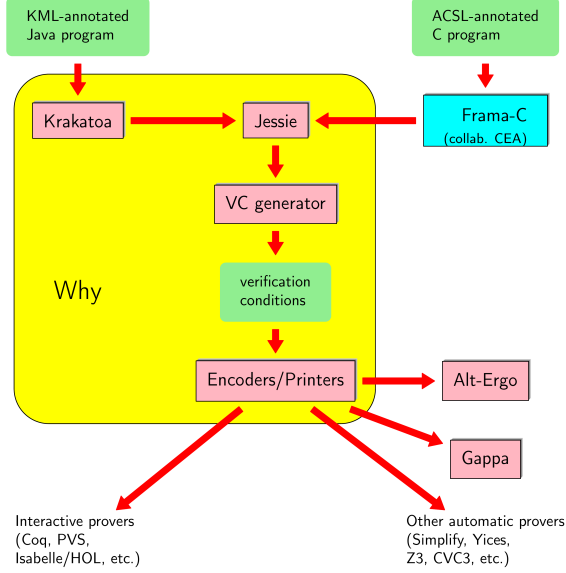 KML-annotated
Java program
ACSL-annotated
C program
Krakatoa
Jessie
Frama-C
(collab. CEA)
VC generator
Why
verification
conditions
Encoders/Printers
Alt-Ergo
Gappa
Interactive provers
(Coq, PVS,
Isabelle/HOL, etc.)
Other automatic provers
(Simplify, Yices,
Z3, CVC3, etc.)